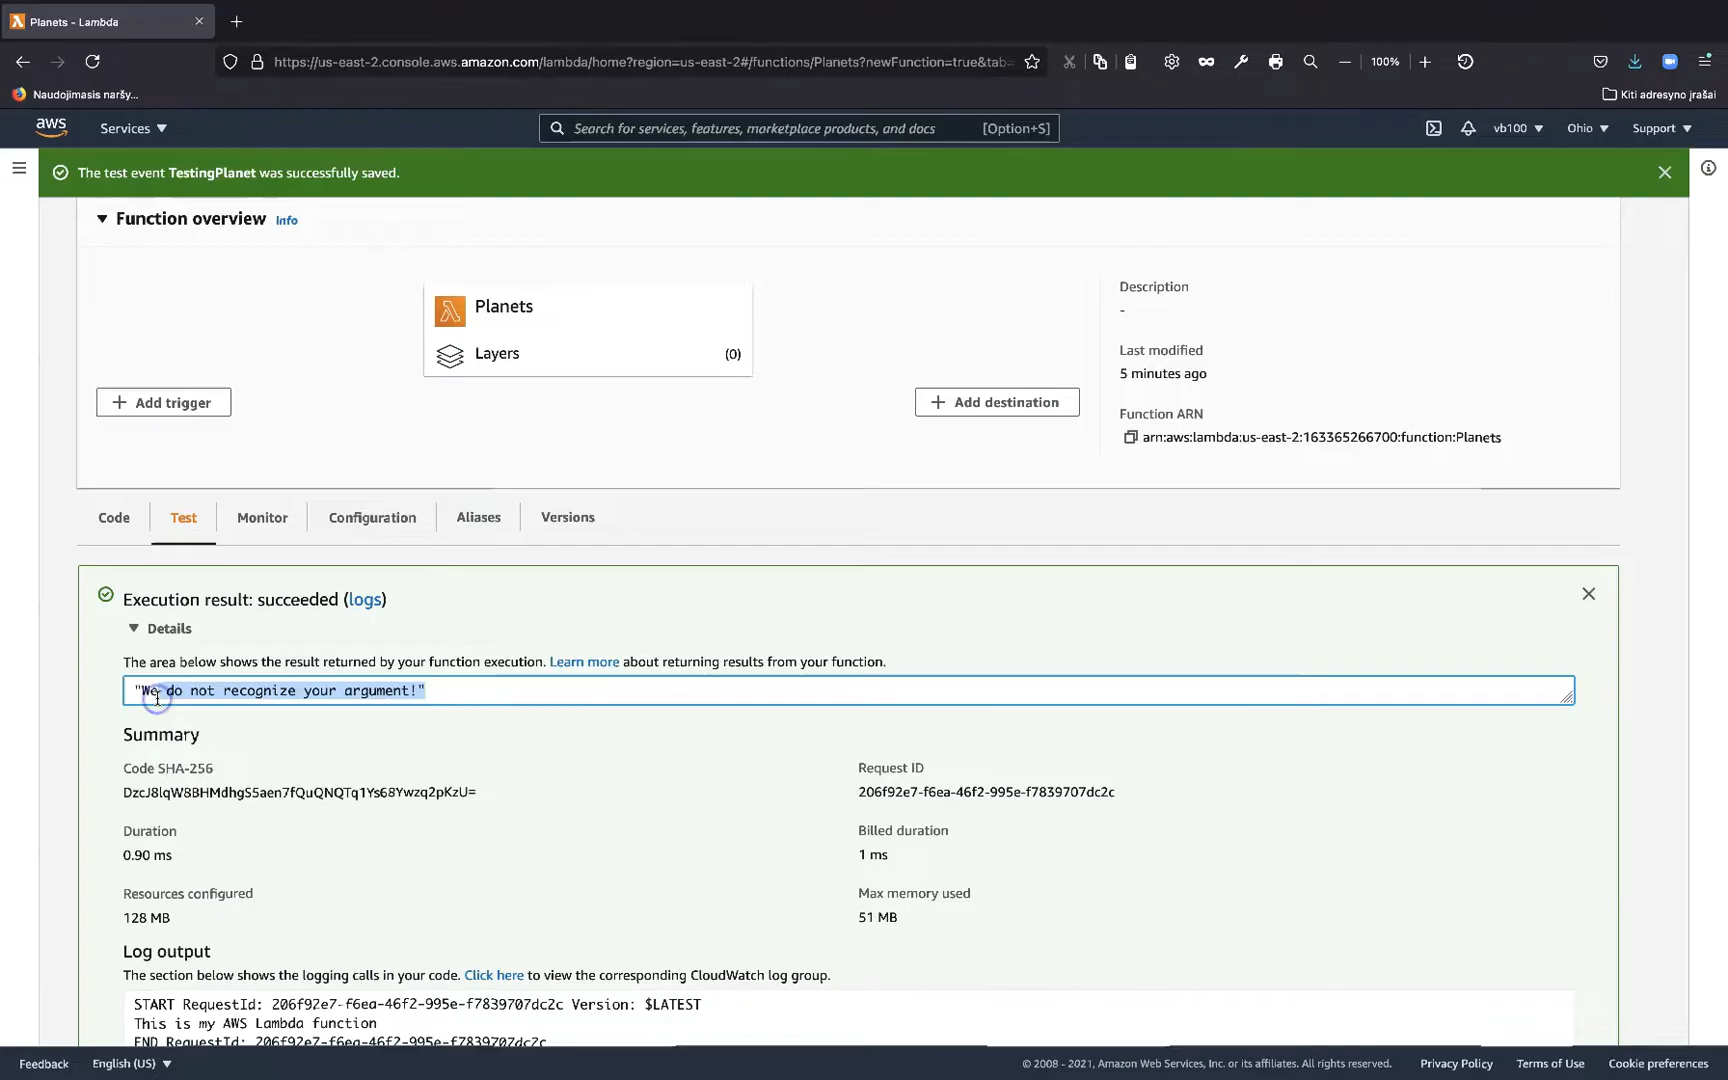 Planets - Lambda
https://us-east-2.console.aws.amazon.com/lambda/home?region=us-east-2#/functions/Planets?newFunction=true&tab=
100%
Naudojimasis naršy...
Kiti adresyno įrašai
aws
Services
Search for services, features, marketplace products, and docs [Option+S]
vb100
Ohio
Support
The test event TestingPlanet was successfully saved.
Function overview Info
Planets
Layers (0)
Add trigger
Add destination
Description
-
Last modified
5 minutes ago
Function ARN
arn:aws:lambda:us-east-2:163365266700:function:Planets
Code
Test
Monitor
Configuration
Aliases
Versions
Execution result: succeeded (logs)
Details
The area below shows the result returned by your function execution. Learn more about returning results from your function.
"We do not recognize your argument!"
Summary
Code SHA-256
DzcJ8lqW8BHMdhgS5aen7fQuQNQTq1Ys68Ywzq2pKzU=
Request ID
206f92e7-f6ea-46f2-995e-f7839707dc2c
Duration
0.90 ms
Billed duration
1 ms
Resources configured
128 MB
Max memory used
51 MB
Log output
The section below shows the logging calls in your code. Click here to view the corresponding CloudWatch log group.
START RequestId: 206f92e7-f6ea-46f2-995e-f7839707dc2c Version: $LATEST
This is my AWS Lambda function
END RequestId: 206f92e7-f6ea-46f2-995e-f7839707dc2c
Feedback
English (US)
© 2008 - 2021, Amazon Web Services, Inc. or its affiliates. All rights reserved.
Privacy Policy
Terms of Use
Cookie preferences